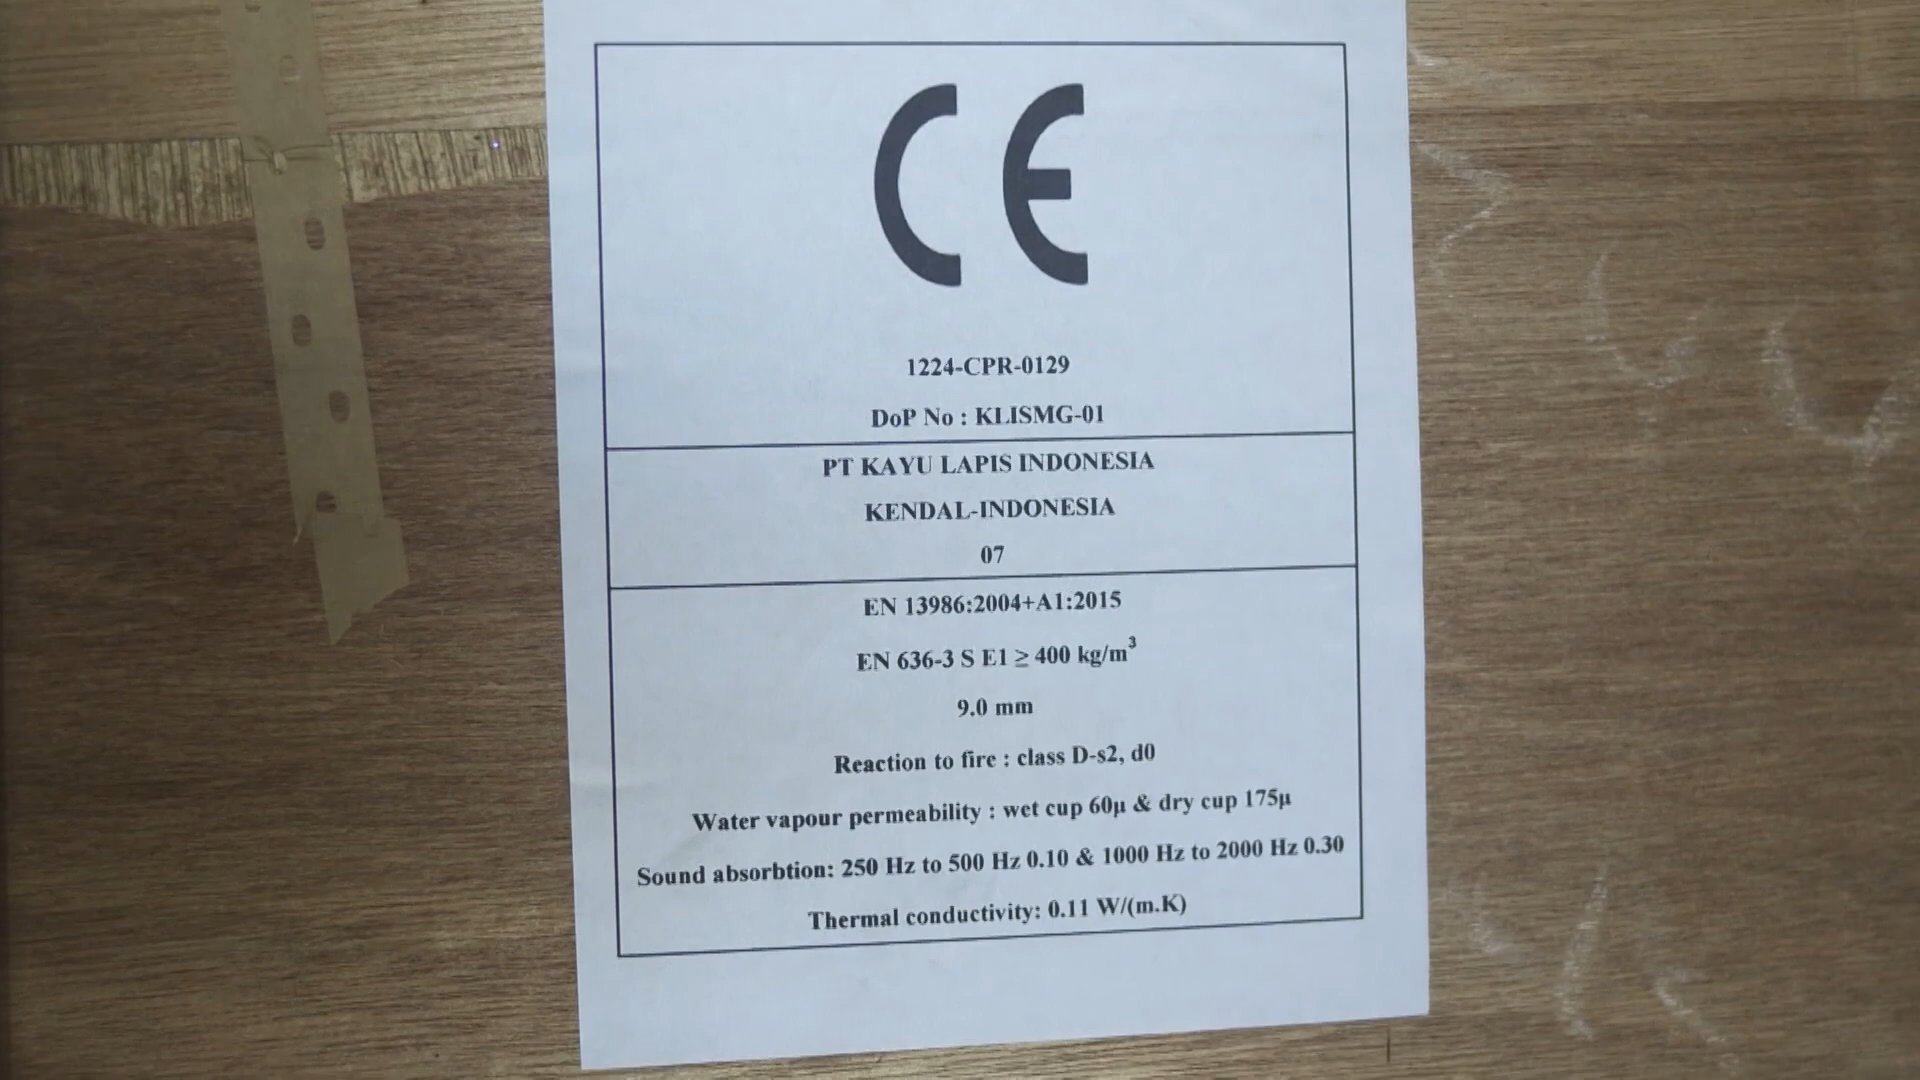 CE
1224-CPR-0129
DoP No : KLISMG-01
PT KAYU LAPIS INDONESIA
KENDAL-INDONESIA
07
EN 13986:2004+A1:2015
EN 636-3 S E1 ≥ 400 kg/m³
9.0 mm
Reaction to fire : class D-s2, d0
Water vapour permeability : wet cup 60µ & dry cup 175µ
Sound absorbtion: 250 Hz to 500 Hz 0.10 & 1000 Hz to 2000 Hz 0.30
Thermal conductivity: 0.11 W/(m.K)